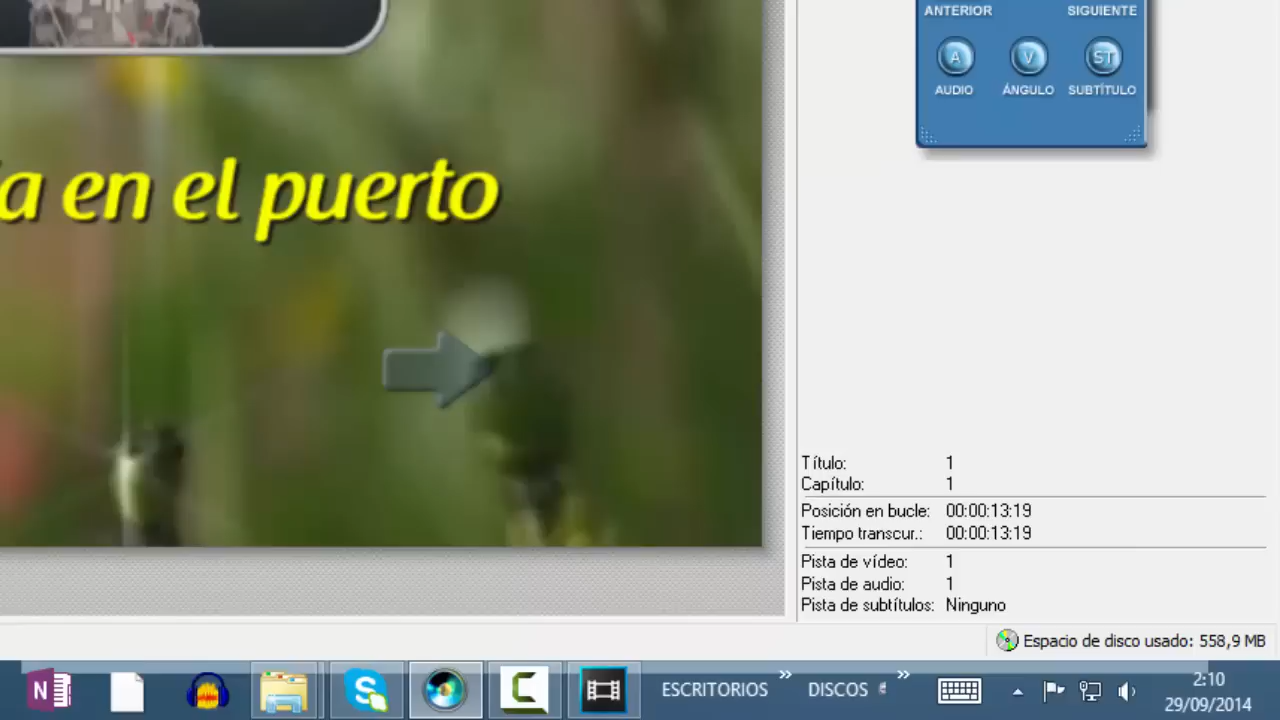 ANTERIOR SIGUIENTE
A V ST
AUDIO ÁNGULO SUBTÍTULO
a en el puerto
Título: 1
Capítulo: 1
Posición en bucle: 00:00:13:19
Tiempo transcur.: 00:00:13:19
Pista de vídeo: 1
Pista de audio: 1
Pista de subtítulos: Ninguno
Espacio de disco usado: 558,9 MB
N ESCRITORIOS » DISCOS »
2:10
29/09/2014